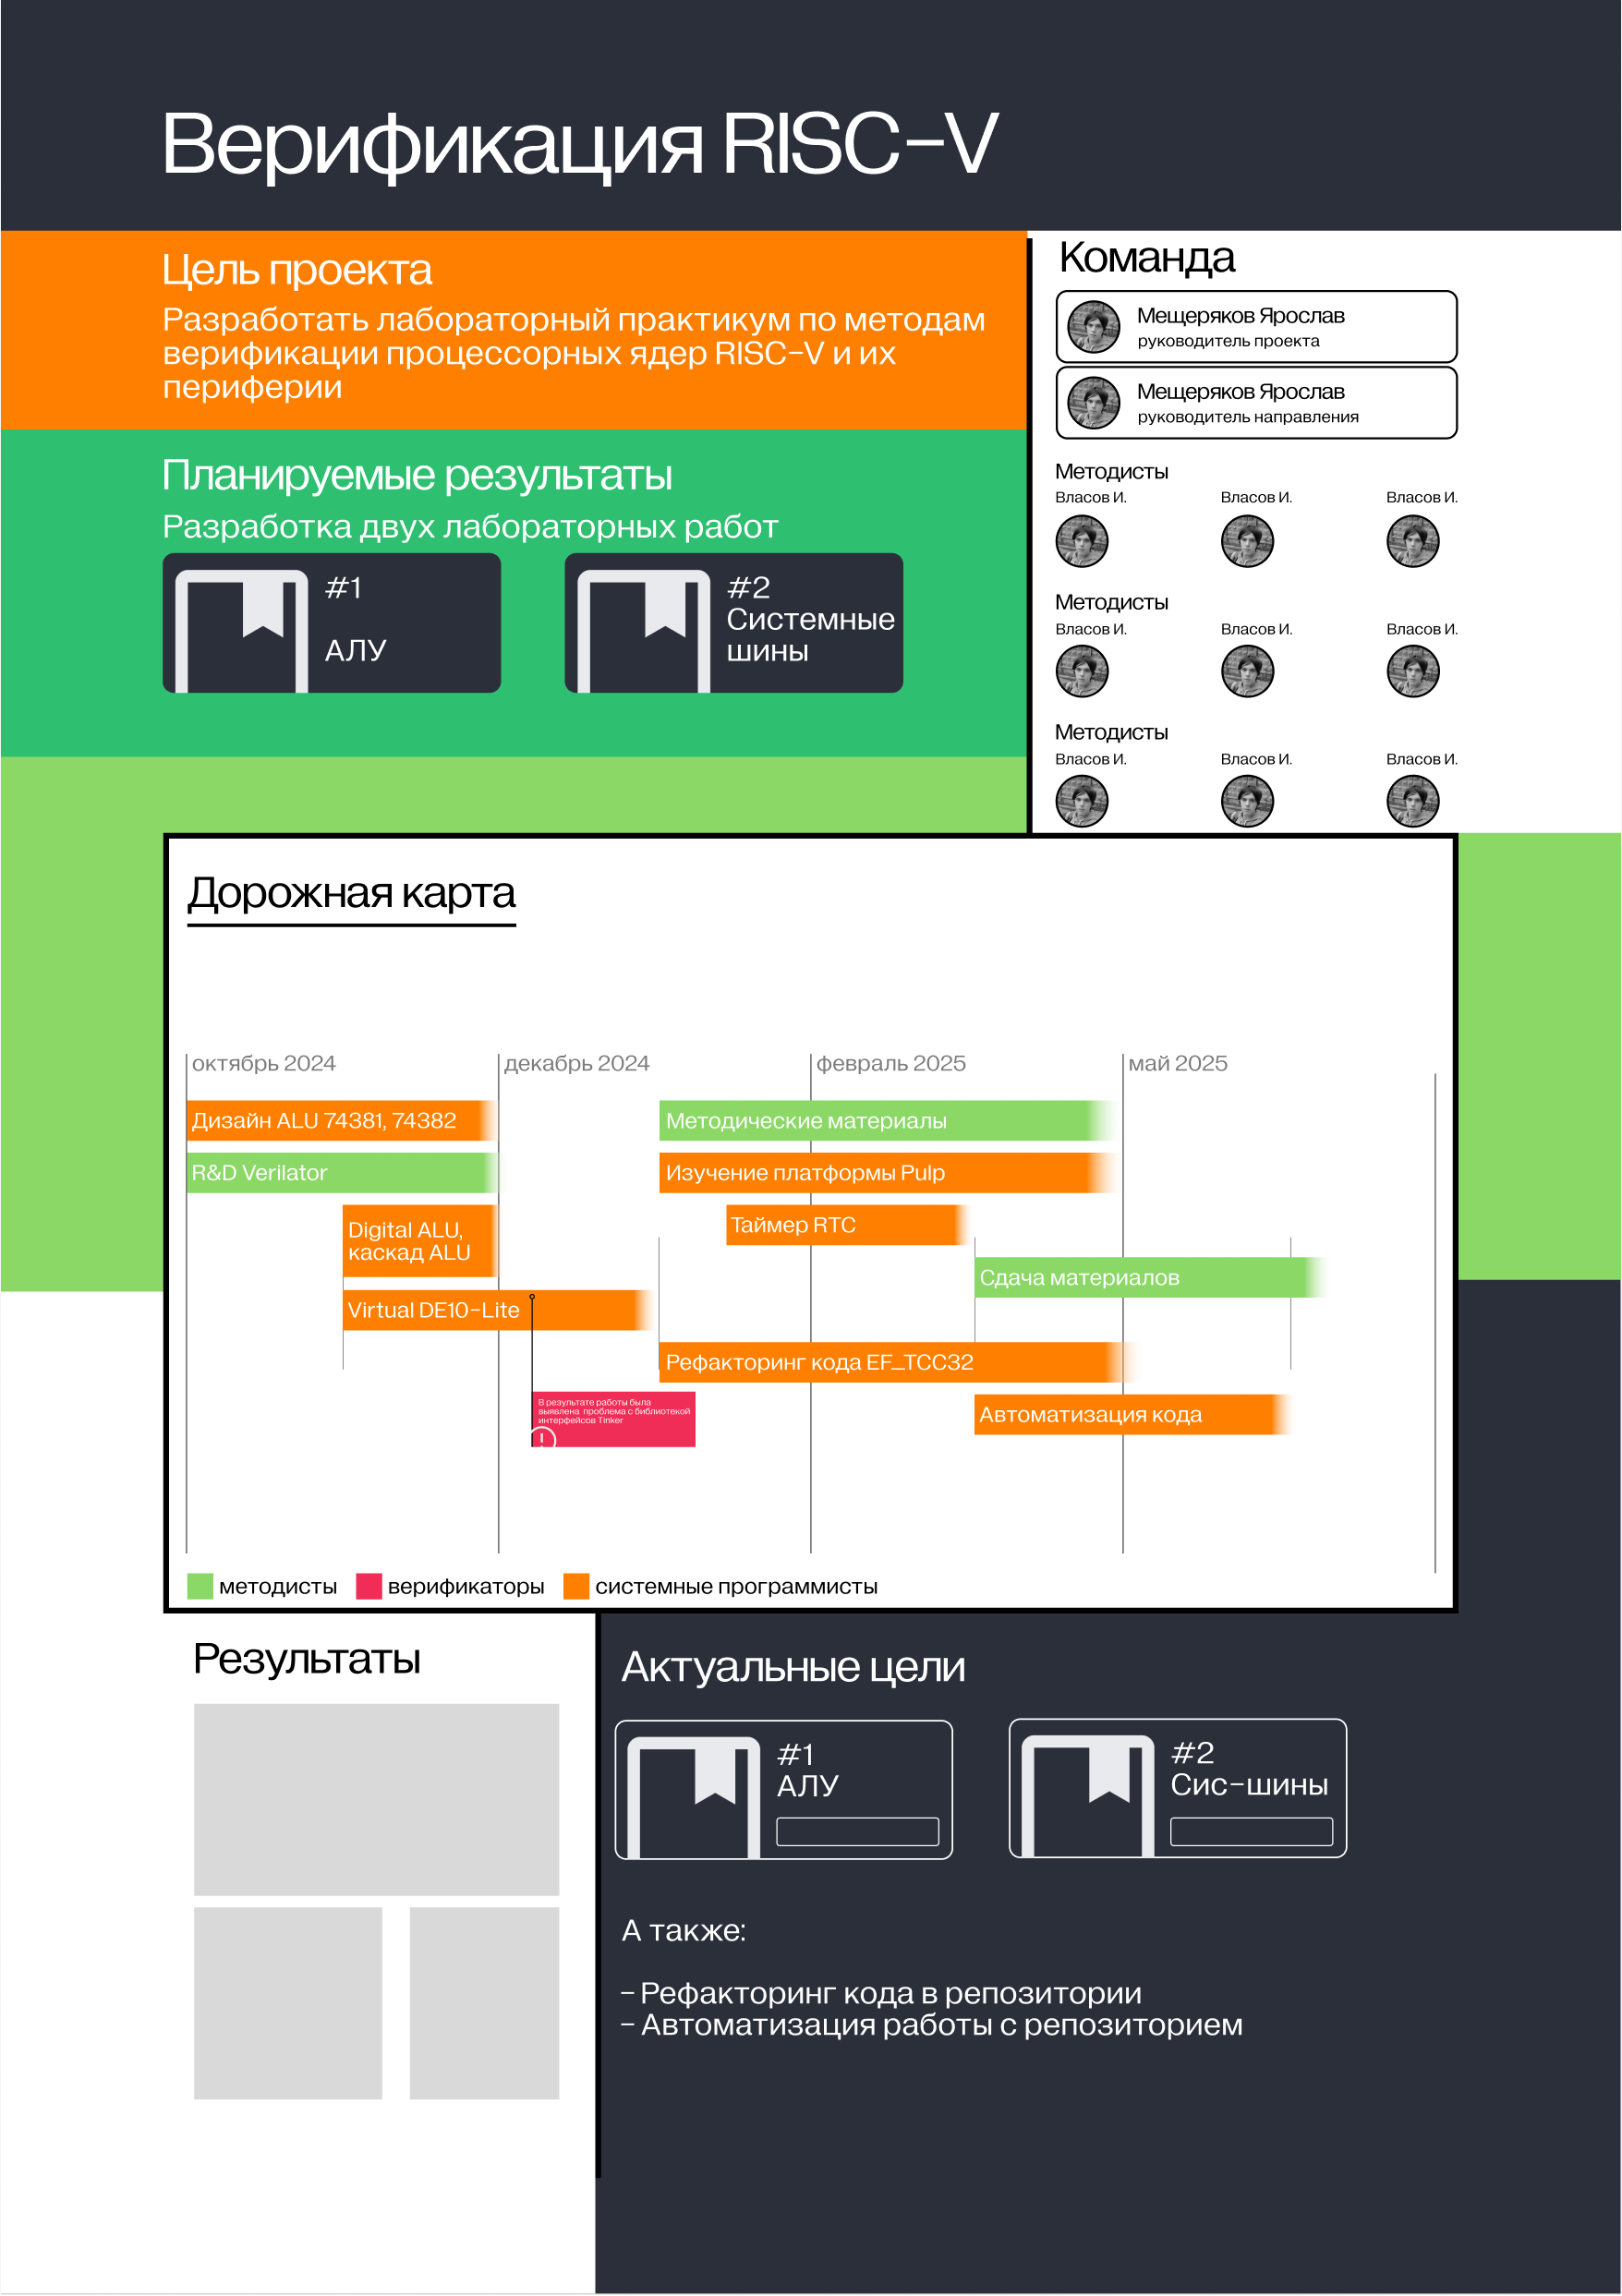 Верификация RISC-V
Цель проекта
Разработать лабораторный практикум по методам
верификации процессорных ядер RISC-V и их
периферии
Планируемые результаты
Разработка двух лабораторных работ
#1
АЛУ
#2
Системные
шины
Команда
Мещеряков Ярослав
руководитель проекта
Мещеряков Ярослав
руководитель направления
Методисты
Власов И. Власов И. Власов И.
Методисты
Власов И. Власов И. Власов И.
Методисты
Власов И. Власов И. Власов И.
Дорожная карта
октябрь 2024 декабрь 2024 февраль 2025 май 2025
Дизайн ALU 74381, 74382
Методические материалы
R&D Verilator
Изучение платформы Pulp
Digital ALU,
каскад ALU
Таймер RTC
Сдача материалов
Virtual DE10-Lite
Рефакторинг кода EF_TCC32
В результате работы была
выявлена проблема с библиотекой
интерфейсов Tinker
Автоматизация кода
методисты верификаторы системные программисты
Результаты
Актуальные цели
#1
АЛУ
#2
Сис-шины
А также:
- Рефакторинг кода в репозитории
- Автоматизация работы с репозиторием